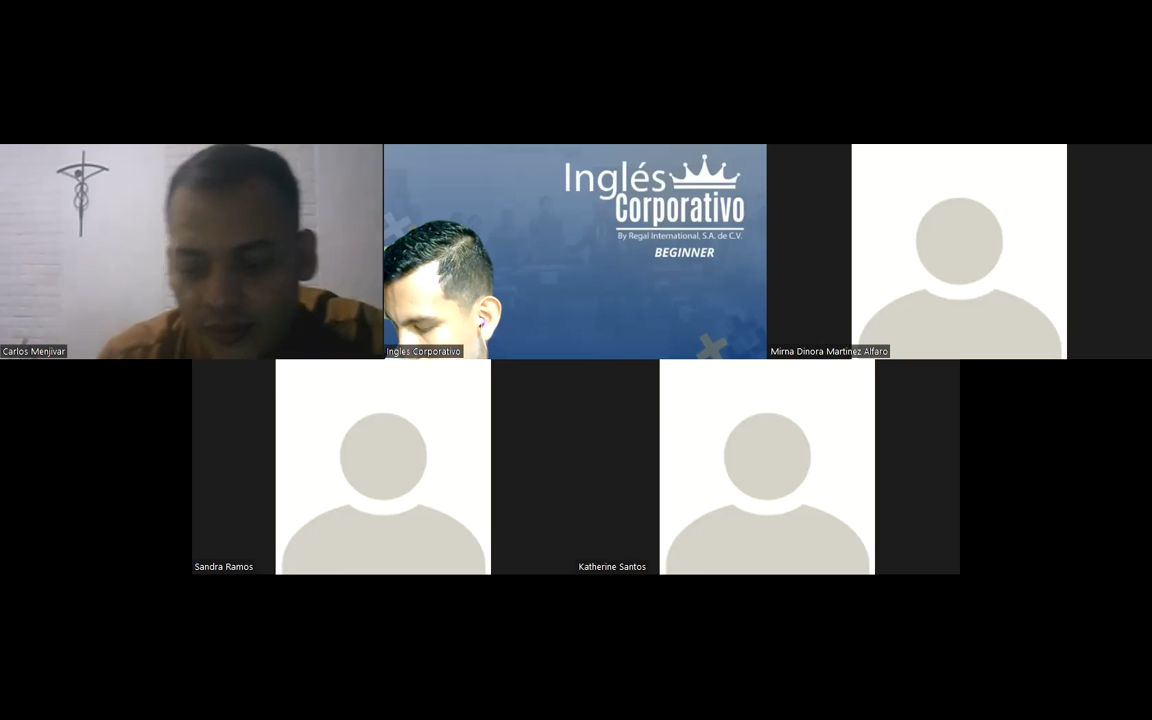 Inglés
Corporativo
By Regal International, S.A. de C.V.
BEGINNER
Carlos Menjivar
Ingles Corporativo
Mirna Dinora Martinez Alfaro
Sandra Ramos
Katherine Santos